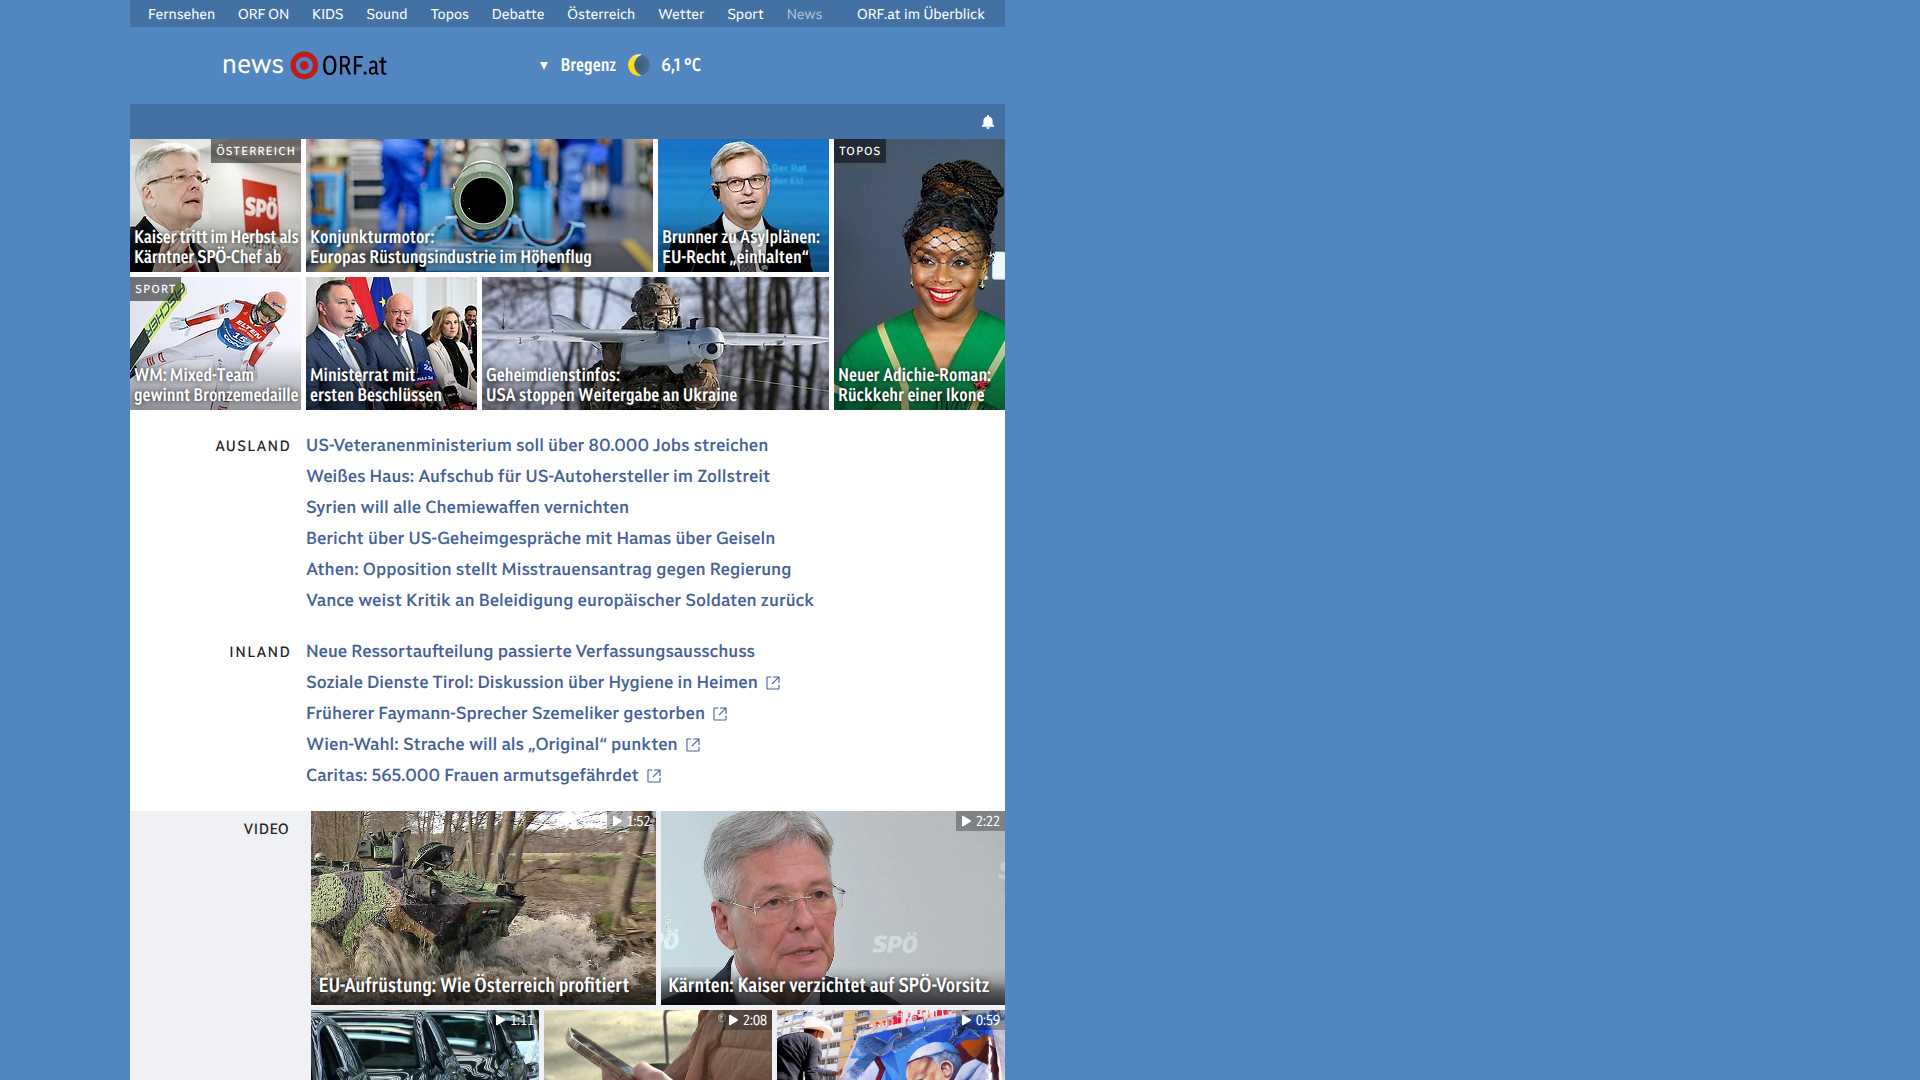 Fernsehen ORF ON KIDS Sound Topos Debatte Österreich Wetter Sport News ORF.at im Überblick
news ORF.at
Bregenz 6,1 °C
ÖSTERREICH
SPÖ
Kaiser tritt im Herbst als
Kärntner SPÖ-Chef ab
Konjunkturmotor:
Europas Rüstungsindustrie im Höhenflug
Der Rat
der EU
Brunner zu Asylplänen:
EU-Recht „einhalten“
TOPOS
Neuer Adichie-Roman:
Rückkehr einer Ikone
SPORT
WM: Mixed-Team
gewinnt Bronzemedaille
Ministerrat mit
ersten Beschlüssen
Geheimdienstinfos:
USA stoppen Weitergabe an Ukraine
AUSLAND
US-Veteranenministerium soll über 80.000 Jobs streichen
Weißes Haus: Aufschub für US-Autohersteller im Zollstreit
Syrien will alle Chemiewaffen vernichten
Bericht über US-Geheimgespräche mit Hamas über Geiseln
Athen: Opposition stellt Misstrauensantrag gegen Regierung
Vance weist Kritik an Beleidigung europäischer Soldaten zurück
INLAND
Neue Ressortaufteilung passierte Verfassungsausschuss
Soziale Dienste Tirol: Diskussion über Hygiene in Heimen
Früherer Faymann-Sprecher Szemeliker gestorben
Wien-Wahl: Strache will als „Original“ punkten
Caritas: 565.000 Frauen armutsgefährdet
VIDEO
1:52
EU-Aufrüstung: Wie Österreich profitiert
2:22
SPÖ
Kärnten: Kaiser verzichtet auf SPÖ-Vorsitz
1:11
2:08
0:59